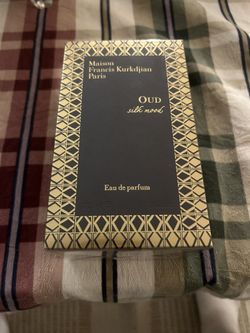 Maison
Francis Kurkdjian
Paris
OUD
silk mood
Eau de parfum